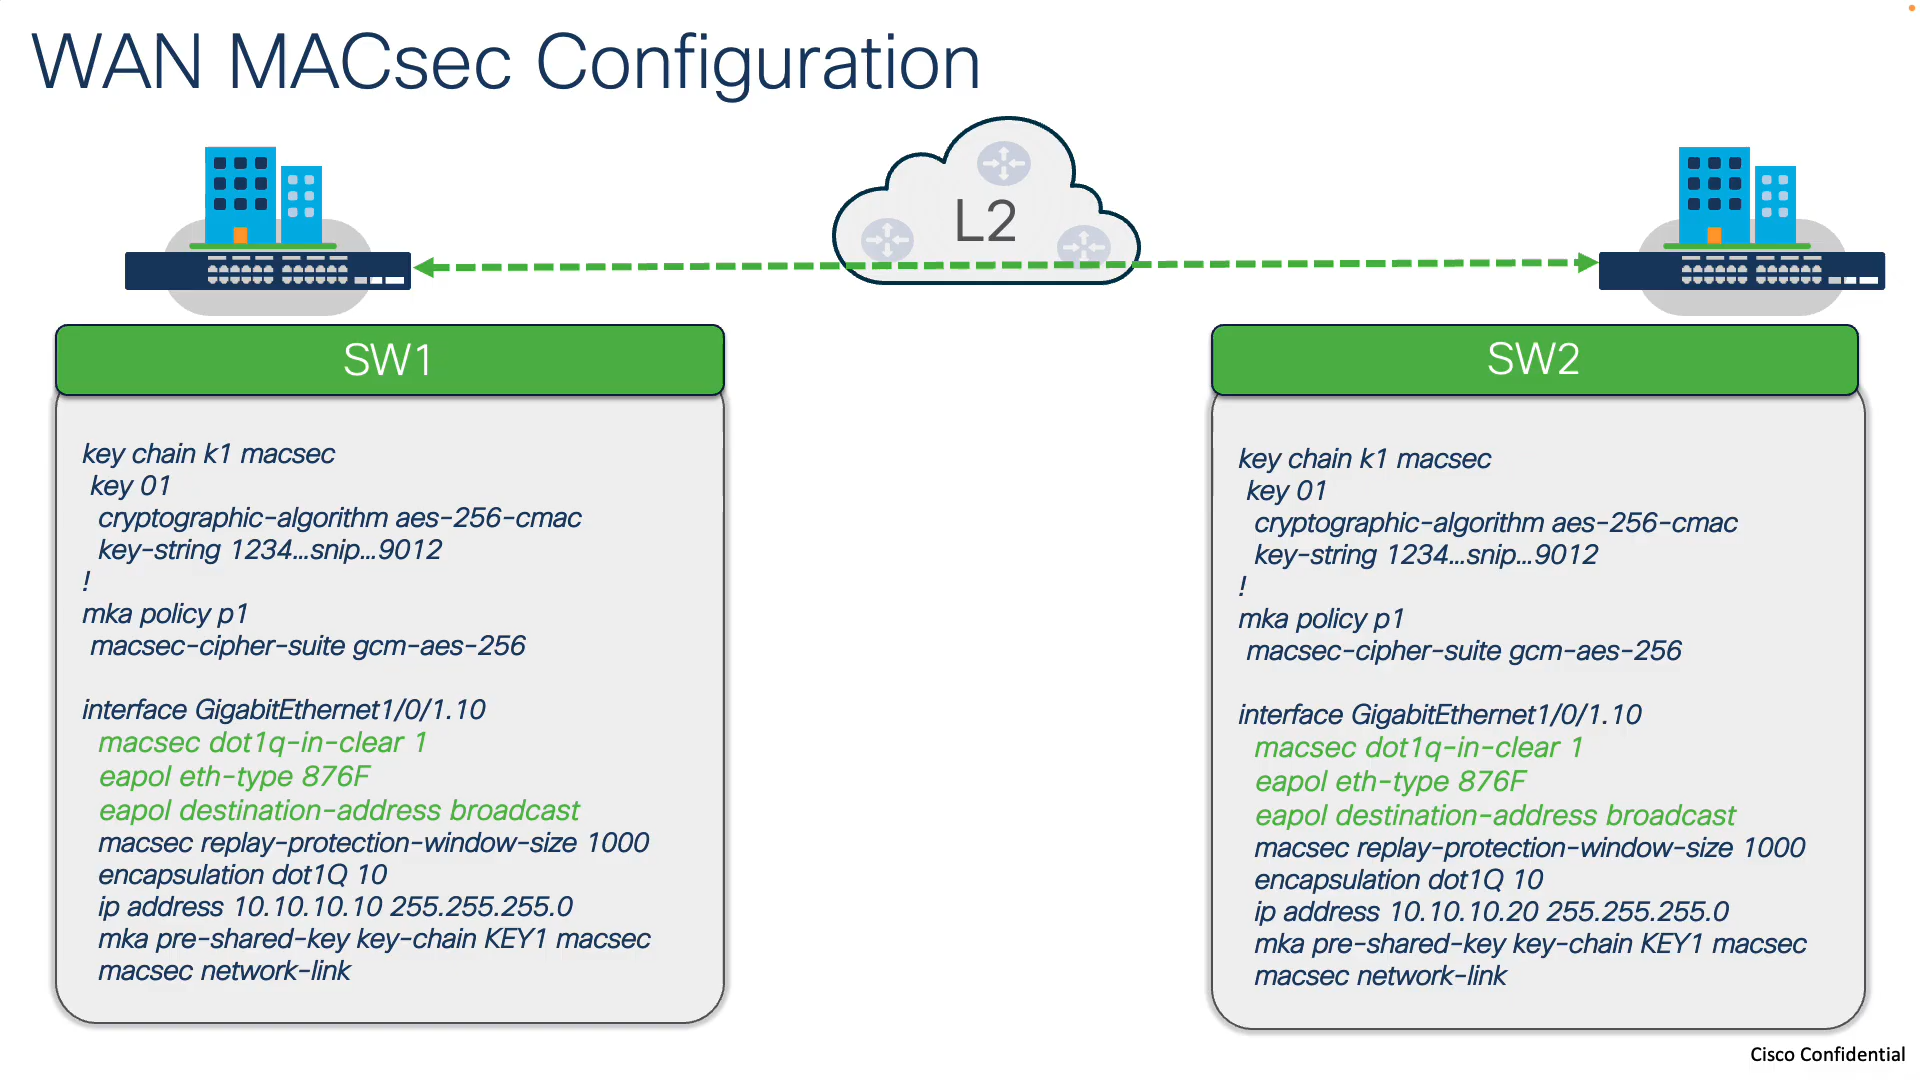 WAN MACsec Configuration
L2
SW1
key chain k1 macsec
key 01
cryptographic-algorithm aes-256-cmac
key-string 1234...snip...9012
!
mka policy p1
macsec-cipher-suite gcm-aes-256
interface GigabitEthernet1/0/1.10
macsec dot1q-in-clear 1
eapol eth-type 876F
eapol destination-address broadcast
macsec replay-protection-window-size 1000
encapsulation dot1Q 10
ip address 10.10.10.10 255.255.255.0
mka pre-shared-key key-chain KEY1 macsec
macsec network-link
SW2
key chain k1 macsec
key 01
cryptographic-algorithm aes-256-cmac
key-string 1234...snip...9012
!
mka policy p1
macsec-cipher-suite gcm-aes-256
interface GigabitEthernet1/0/1.10
macsec dot1q-in-clear 1
eapol eth-type 876F
eapol destination-address broadcast
macsec replay-protection-window-size 1000
encapsulation dot1Q 10
ip address 10.10.10.20 255.255.255.0
mka pre-shared-key key-chain KEY1 macsec
macsec network-link
Cisco Confidential